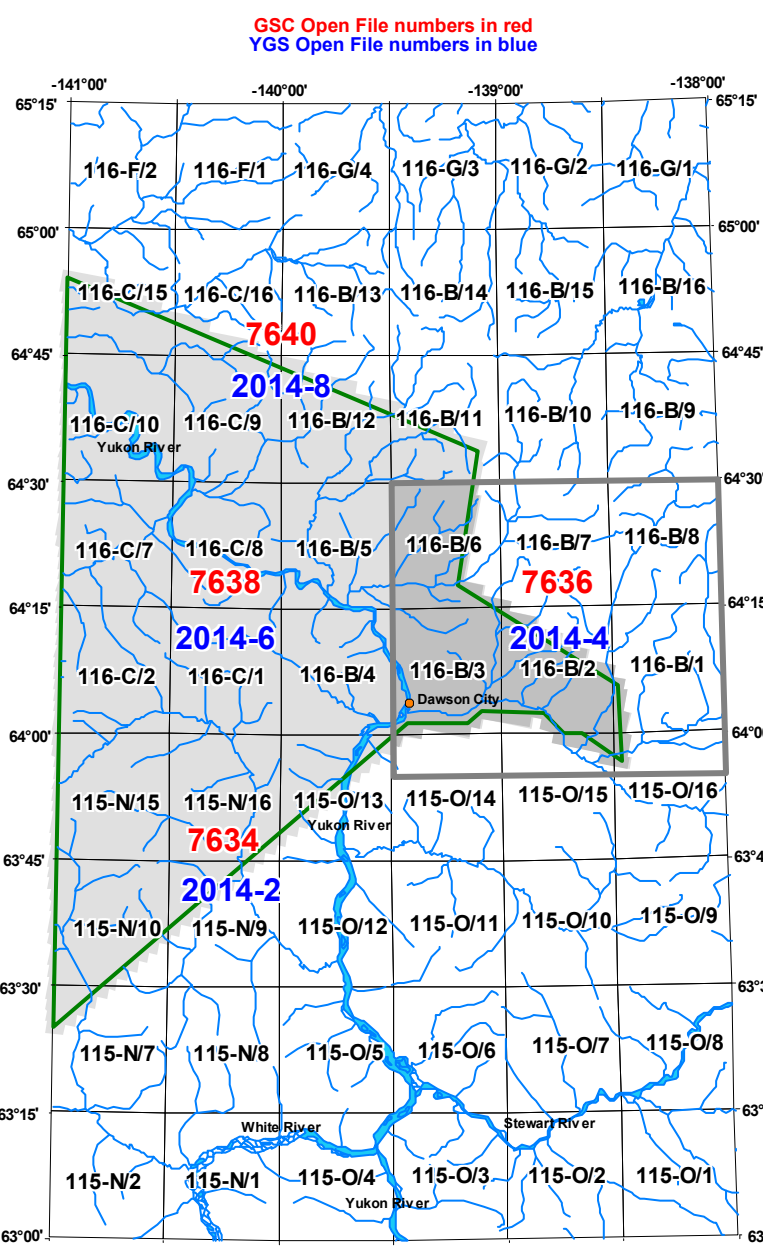 GSC Open File numbers in red
YGS Open File numbers in blue
-141°00'
-140°00'
-139°00'
-138°00'
65°15'
65°15'
116-F/2
116-F/1
116-G/4
116-G/3
116-G/2
116-G/1
65°00'
65°00'
116-C/15
116-C/16
116-B/13
116-B/14
116-B/15
116-B/16
7640
64°45'
64°45'
2014-8
116-C/10
116-C/9
116-B/12
116-B/11
116-B/10
116-B/9
Yukon River
64°30'
64°30'
116-C/7
116-C/8
116-B/5
116-B/6
116-B/7
116-B/8
7638
7636
64°15'
64°15'
2014-6
2014-4
116-C/2
116-C/1
116-B/4
116-B/3
116-B/2
116-B/1
Dawson City
64°00'
64°00
115-N/15
115-N/16
115-O/13
115-O/14
115-O/15
115-O/16
Yukon River
7634
63°45'
63°4
2014-2
115-N/10
115-N/9
115-O/12
115-O/11
115-O/10
115-O/9
63°30'
63°3
115-N/7
115-N/8
115-O/5
115-O/6
115-O/7
115-O/8
63°15'
63°
White River
Stewart River
115-N/2
115-N/1
115-O/4
115-O/3
115-O/2
115-O/1
Yukon River
63°00'
63